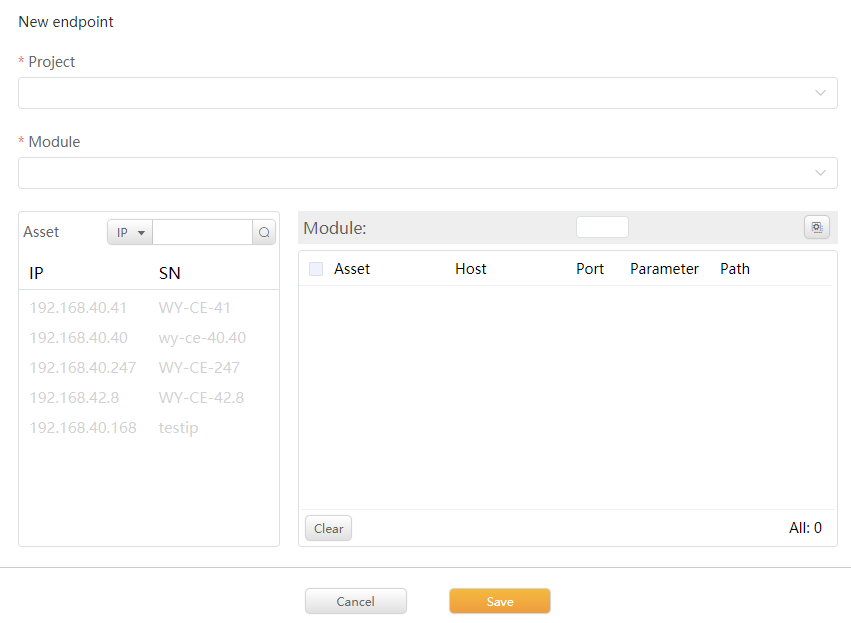 New endpoint
* Project
* Module
Asset IP
IP SN
192.168.40.41 WY-CE-41
192.168.40.40 wy-ce-40.40
192.168.40.247 WY-CE-247
192.168.42.8 WY-CE-42.8
192.168.40.168 testip
Module:
Asset Host Port Parameter Path
Clear All: 0
Cancel Save